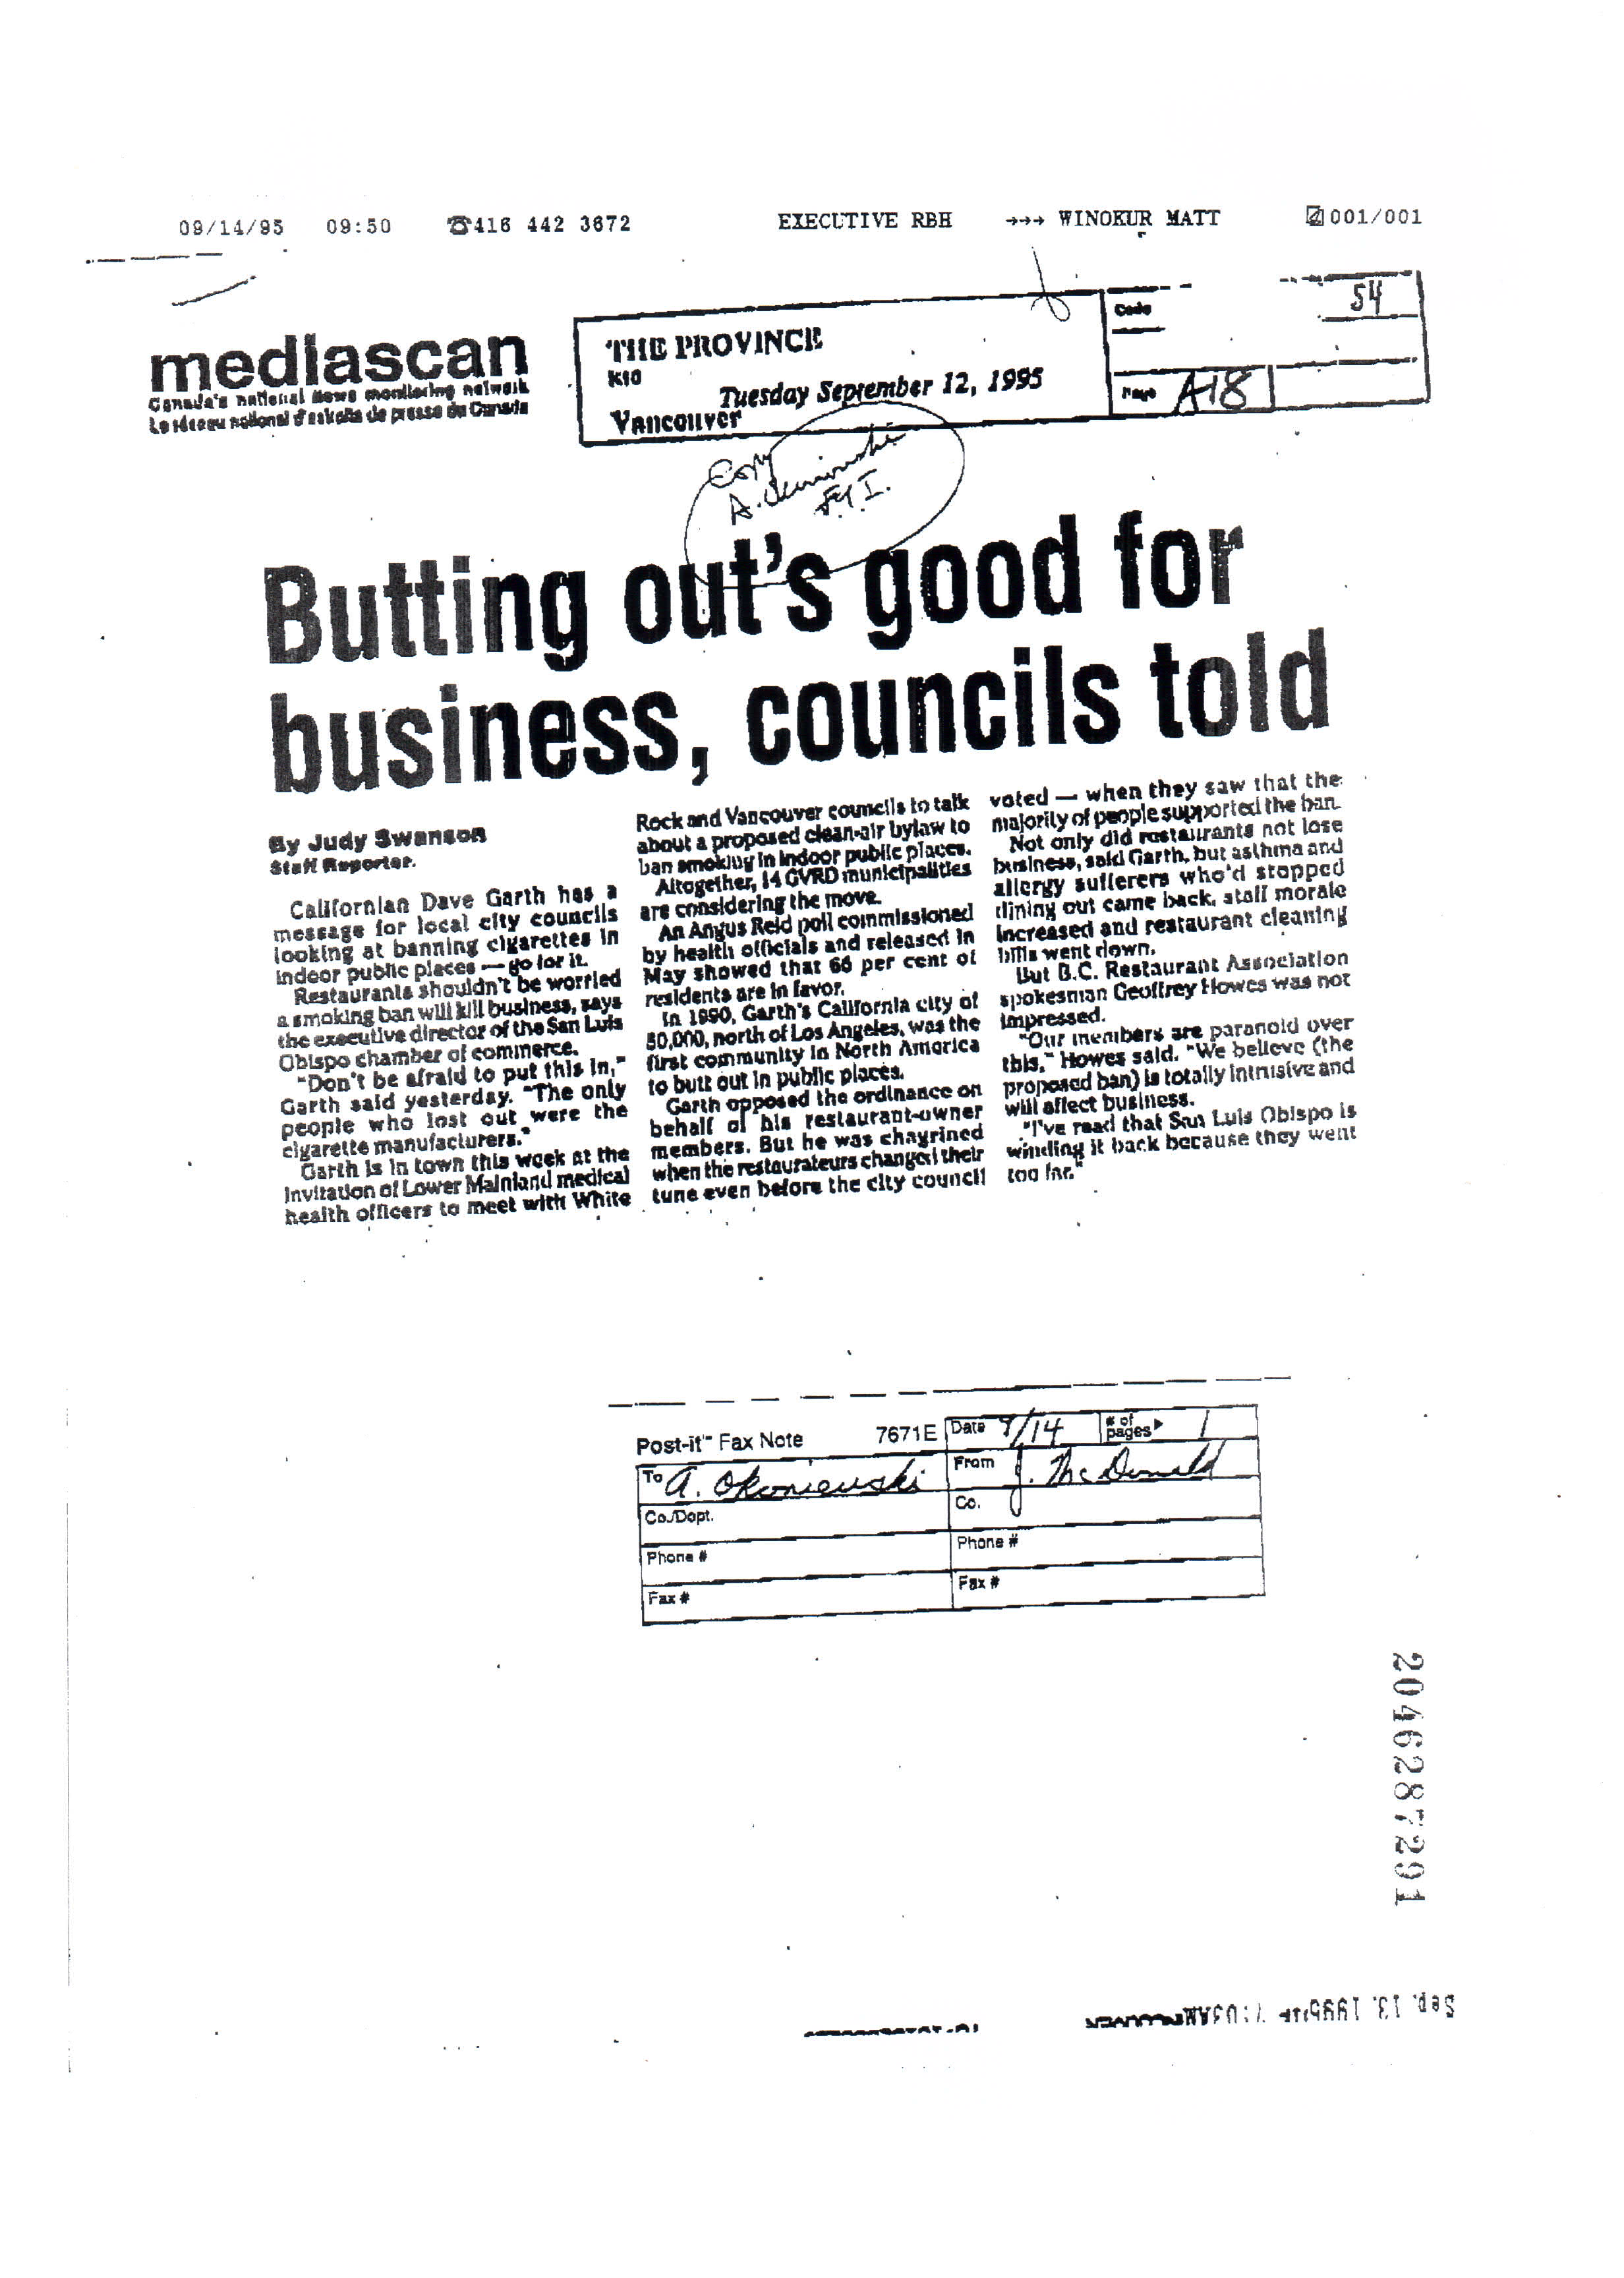 09/14/95 09:50 ☎416 442 3672 EXECUTIVE RBH →→→ WINOKUR MATT 001/001
mediascan
Canada's national news monitoring network
Le réseau national d'extraits de presse du Canada
THE PROVINCE
K10
Tuesday September 12, 1995
Vancouver
Code
54
Page A18
Copy
A.
F.Y.I.
Butting out's good for
business, councils told
By Judy Swanson
Staff Reporter.
Californian Dave Garth has a
message for local city councils
looking at banning cigarettes in
indoor public places — go for it.
Restaurants shouldn't be worried
a smoking ban will kill business, says
the executive director of the San Luis
Obispo chamber of commerce.
"Don't be afraid to put this in,"
Garth said yesterday. "The only
people who lost out were the
cigarette manufacturers."
Garth is in town this week at the
invitation of Lower Mainland medical
health officers to meet with White
Rock and Vancouver councils to talk
about a proposed clean-air bylaw to
ban smoking in indoor public places.
Altogether, 14 GVRD municipalities
are considering the move.
An Angus Reid poll commissioned
by health officials and released in
May showed that 66 per cent of
residents are in favor.
In 1990, Garth's California city of
50,000, north of Los Angeles, was the
first community in North America
to butt out in public places.
Garth opposed the ordinance on
behalf of his restaurant-owner
members. But he was chagrined
when the restaurateurs changed their
tune even before the city council
voted — when they saw that the
majority of people supported the ban.
Not only did restaurants not lose
business, said Garth, but asthma and
allergy sufferers who'd stopped
dining out came back, staff morale
increased and restaurant cleaning
bills went down.
But B.C. Restaurant Association
spokesman Geoffrey Howes was not
impressed.
"Our members are paranoid over
this," Howes said. "We believe (the
proposed ban) is totally intrusive and
will affect business.
"I've read that San Luis Obispo is
winding it back because they went
too far."
Post-it™ Fax Note 7671E Date 9/14 # of pages ▶ 1
To A. Okoniewski From J. McDonald
Co./Dept. Co.
Phone # Phone #
Fax # Fax #
2046287291
Sep. 13. 1995 7:03AM